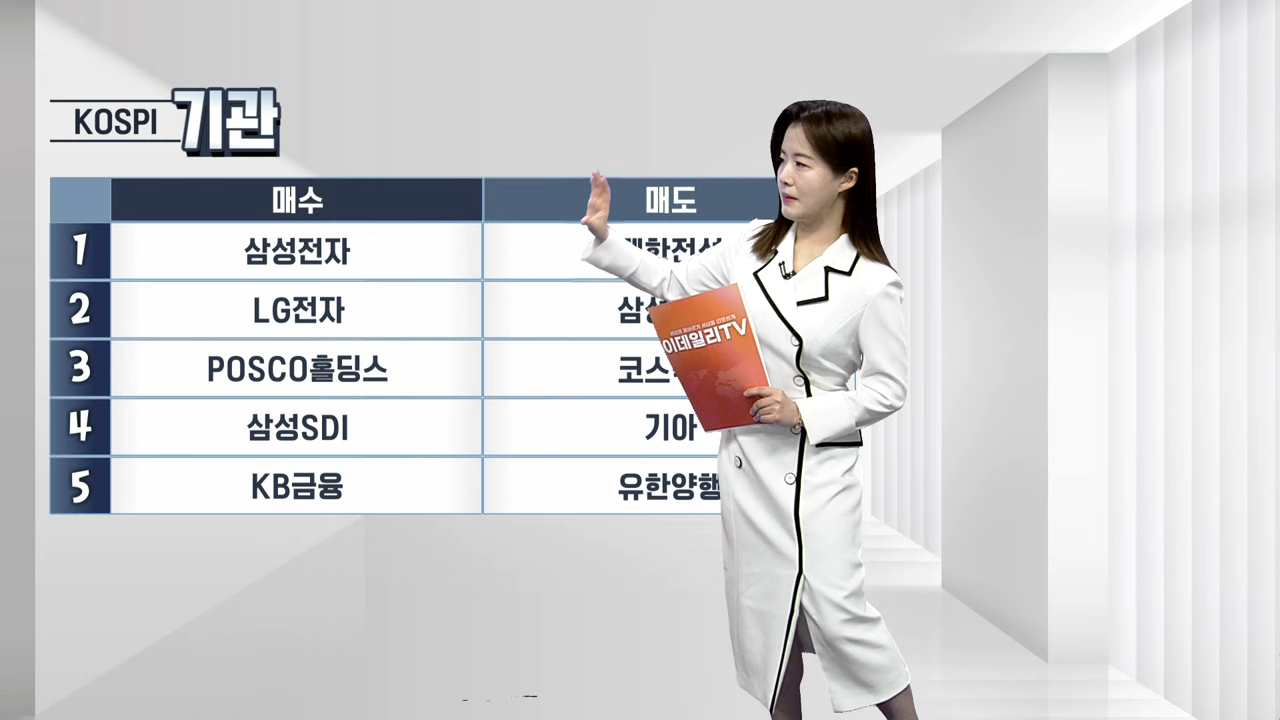 KOSPI 기관
매수 매도
1 삼성전자
2 LG전자
3 POSCO홀딩스
4 삼성SDI 기아
5 KB금융 유한양행
이데일리TV